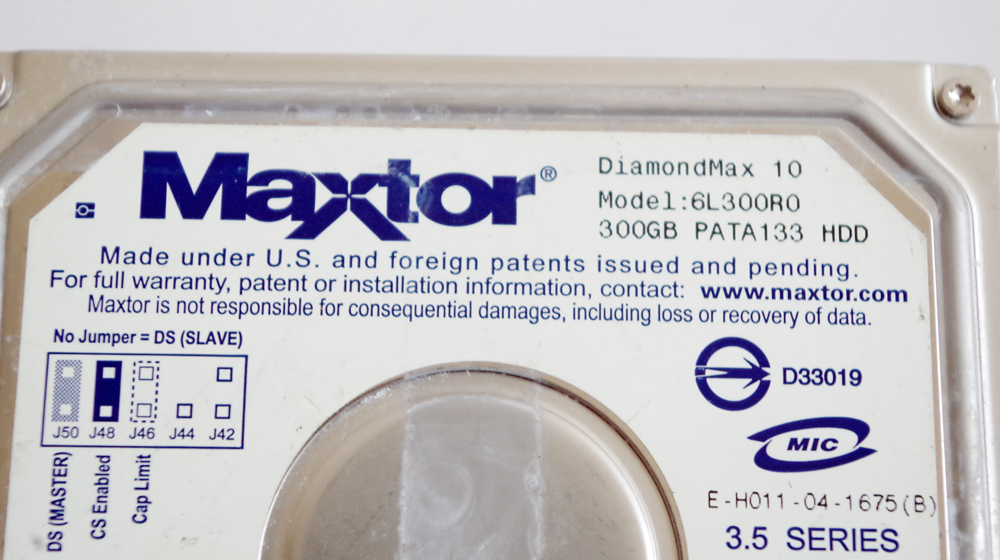 Maxtor®
DiamondMax 10
Model:6L300R0
300GB PATA133 HDD
Made under U.S. and foreign patents issued and pending.
For full warranty, patent or installation information, contact: www.maxtor.com
Maxtor is not responsible for consequential damages, including loss or recovery of data.
No Jumper = DS (SLAVE)
J50 J48 J46 J44 J42
DS (MASTER)
CS Enabled
Cap Limit
D33019
MIC
E-H011-04-1675(B)
3.5 SERIES